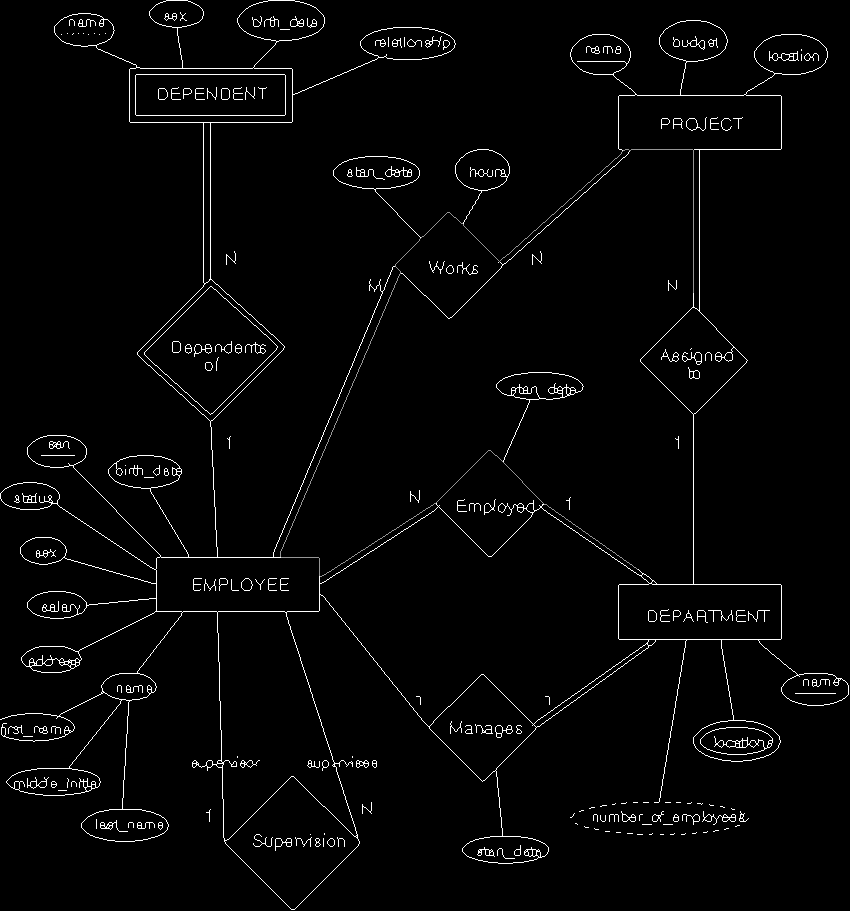 name
sex
birth_date
relationship
DEPENDENT
name
budget
location
PROJECT
start_date
hours
Works
N
M
N
N
Dependents
of
Assigned
to
1
1
start_date
ssn
birth_date
status
sex
salary
address
EMPLOYEE
N
Employed
1
DEPARTMENT
name
first_name
middle_initial
last_name
supervisor
supervisee
1
N
Supervision
1
1
Manages
start_date
name
locations
number_of_employees